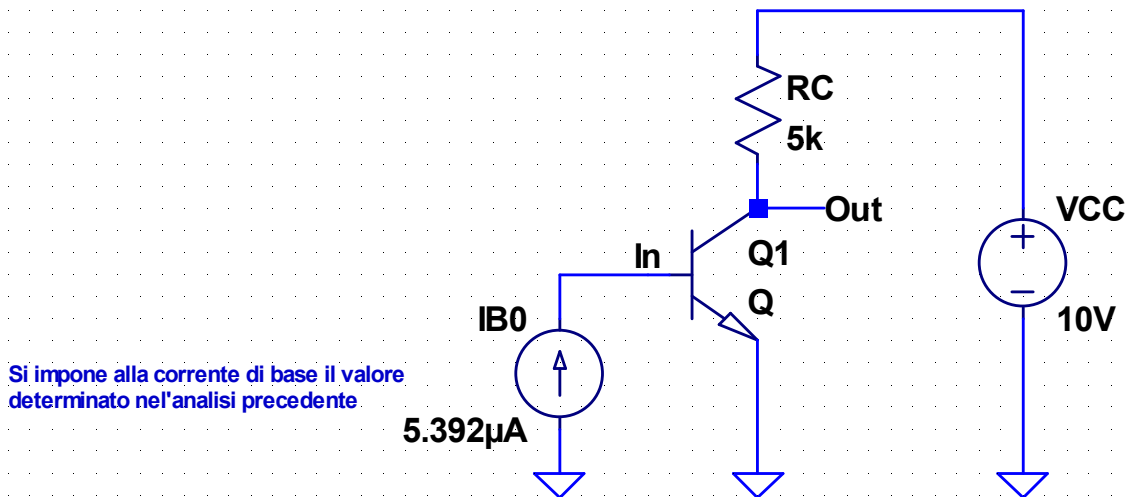 RC
5k
Out
VCC
In
Q1
Q
10V
IB0
Si impone alla corrente di base il valore
determinato nel'analisi precedente
5.392µA